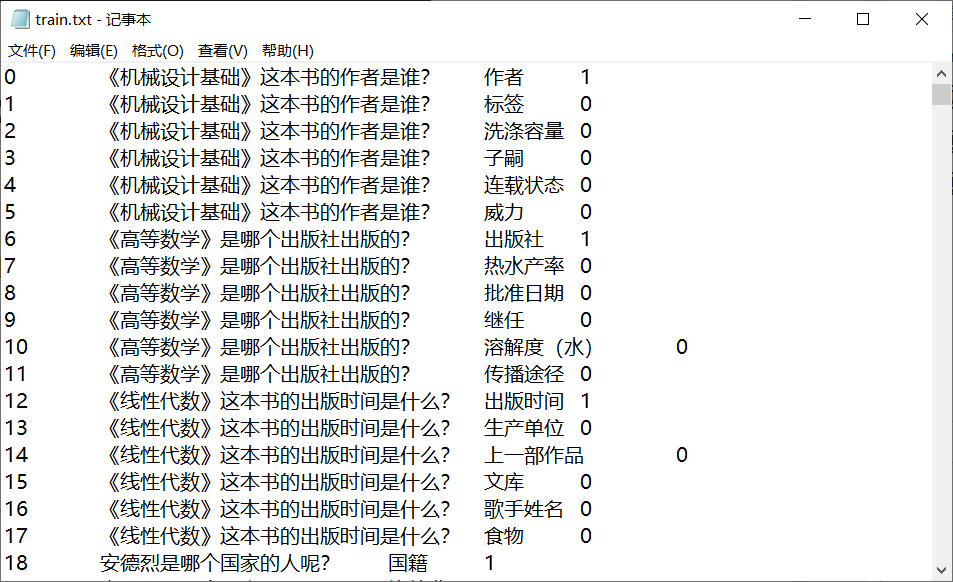 train.txt - 记事本
文件(F) 编辑(E) 格式(O) 查看(V) 帮助(H)
0 《机械设计基础》这本书的作者是谁? 作者 1
1 《机械设计基础》这本书的作者是谁? 标签 0
2 《机械设计基础》这本书的作者是谁? 洗涤容量 0
3 《机械设计基础》这本书的作者是谁? 子嗣 0
4 《机械设计基础》这本书的作者是谁? 连载状态 0
5 《机械设计基础》这本书的作者是谁? 威力 0
6 《高等数学》是哪个出版社出版的? 出版社 1
7 《高等数学》是哪个出版社出版的? 热水产率 0
8 《高等数学》是哪个出版社出版的? 批准日期 0
9 《高等数学》是哪个出版社出版的? 继任 0
10 《高等数学》是哪个出版社出版的? 溶解度（水） 0
11 《高等数学》是哪个出版社出版的? 传播途径 0
12 《线性代数》这本书的出版时间是什么? 出版时间 1
13 《线性代数》这本书的出版时间是什么? 生产单位 0
14 《线性代数》这本书的出版时间是什么? 上一部作品 0
15 《线性代数》这本书的出版时间是什么? 文库 0
16 《线性代数》这本书的出版时间是什么? 歌手姓名 0
17 《线性代数》这本书的出版时间是什么? 食物 0
18 安德烈是哪个国家的人呢? 国籍 1